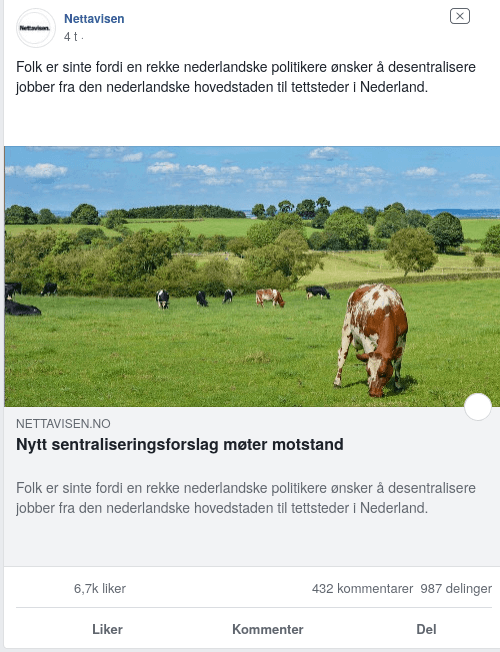 Nettavisen.
Nettavisen
4 t ·
Folk er sinte fordi en rekke nederlandske politikere ønsker å desentralisere
jobber fra den nederlandske hovedstaden til tettsteder i Nederland.
NETTAVISEN.NO
Nytt sentraliseringsforslag møter motstand
Folk er sinte fordi en rekke nederlandske politikere ønsker å desentralisere
jobber fra den nederlandske hovedstaden til tettsteder i Nederland.
6,7k liker 432 kommentarer 987 delinger
Liker Kommenter Del